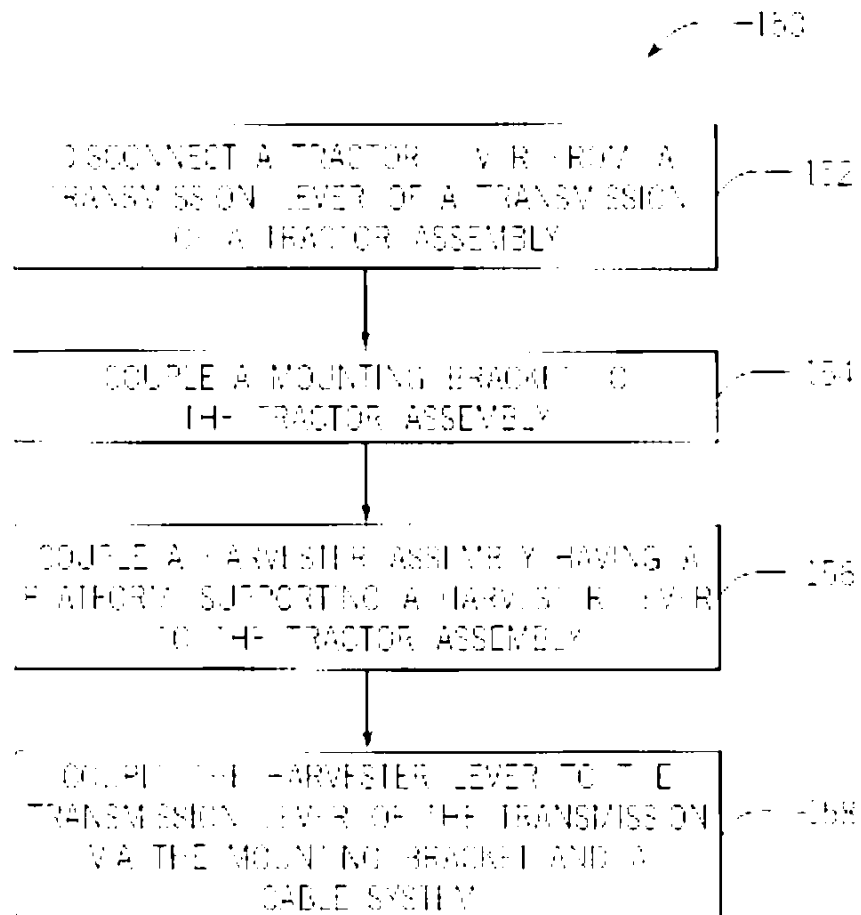 150
DISCONNECT A TRACTOR LEVER FROM A
TRANSMISSION LEVER OF A TRANSMISSION
OF A TRACTOR ASSEMBLY
152
COUPLE A MOUNTING BRACKET TO
THE TRACTOR ASSEMBLY
154
COUPLE A HARVESTER ASSEMBLY HAVING A
PLATFORM SUPPORTING A HARVESTER LEVER
TO THE TRACTOR ASSEMBLY
156
COUPLE THE HARVESTER LEVER TO THE
TRANSMISSION LEVER OF THE TRANSMISSION
VIA THE MOUNTING BRACKET AND A
CABLE SYSTEM
158